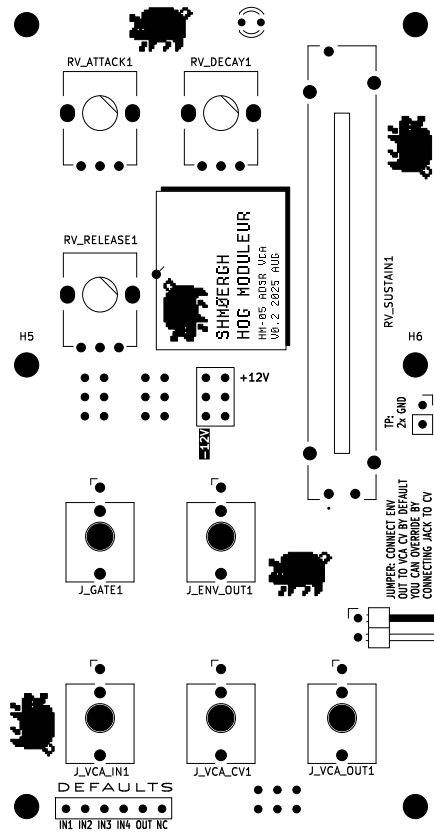 RV_ATTACK1
RV_DECAY1
RV_RELEASE1
SHMØERGH
HOG MODULEUR
HM-05 ADSR VCA
V0.2 2025 AUG
RV_SUSTAIN1
H5
H6
+12V
-12V
TP:
2x GND
J_GATE1
J_ENV_OUT1
JUMPER: CONNECT ENV
OUT TO VCA CV BY DEFAULT
YOU CAN OVERRIDE BY
CONNECTING JACK TO CV
J_VCA_IN1
J_VCA_CV1
J_VCA_OUT1
DEFAULTS
IN1 IN2 IN3 IN4 OUT NC